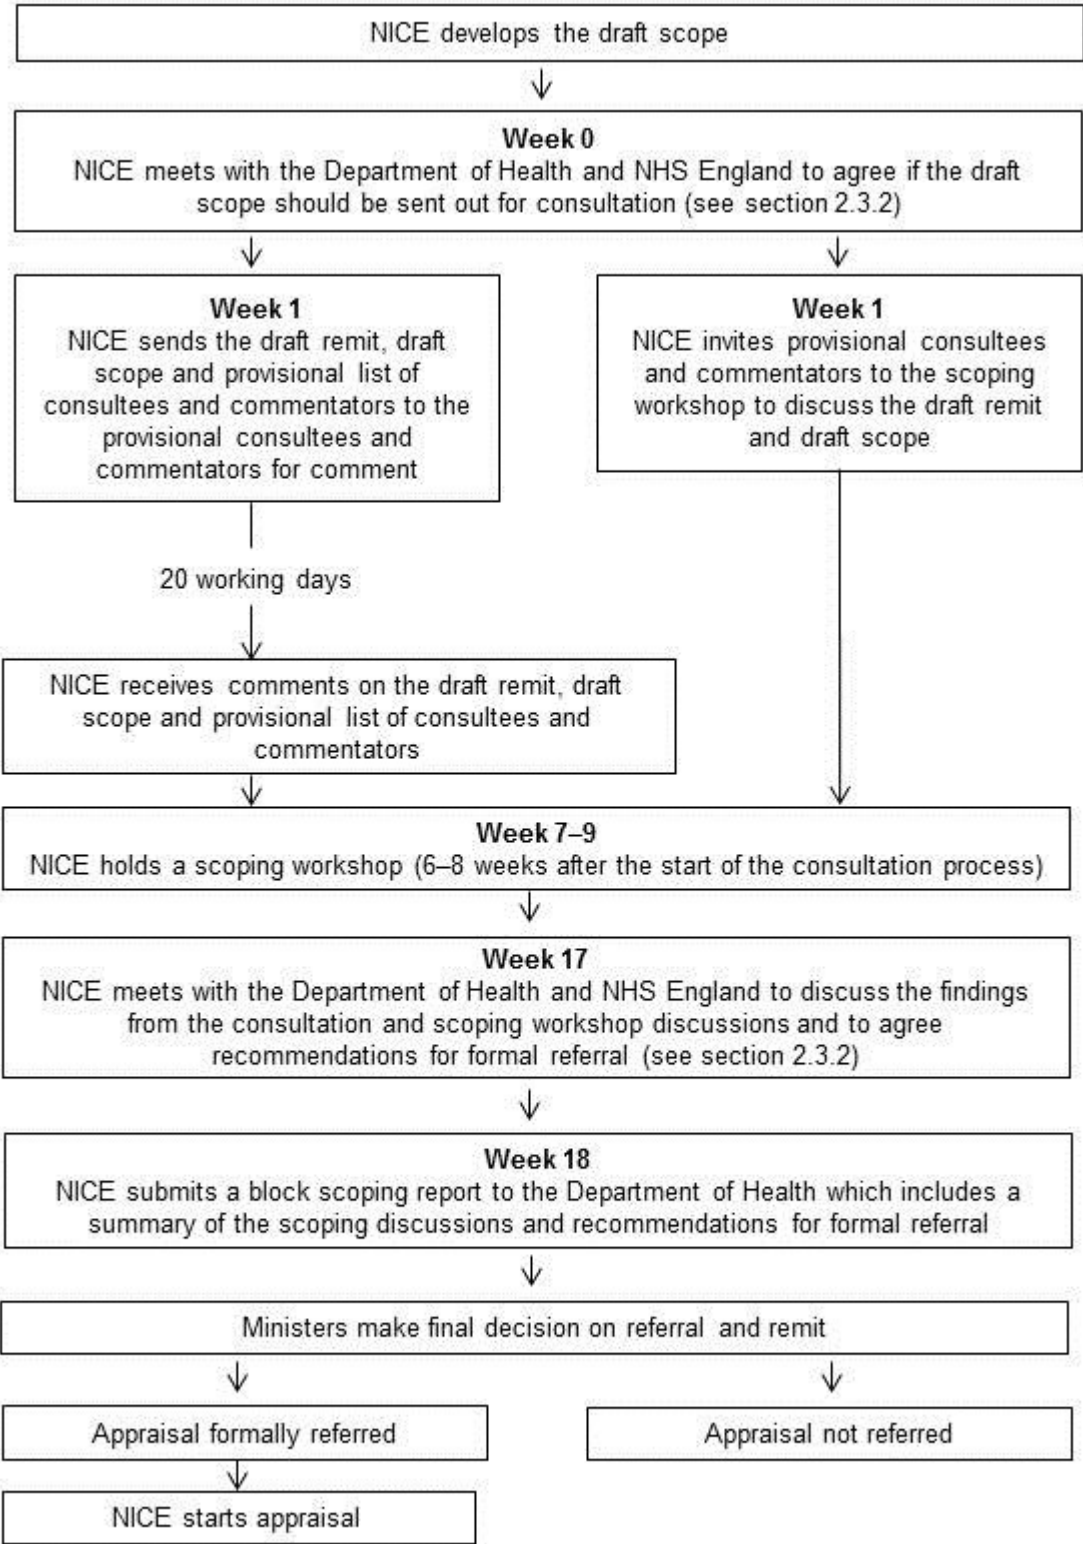 NICE develops the draft scope
Week 0
NICE meets with the Department of Health and NHS England to agree if the draft
scope should be sent out for consultation (see section 2.3.2)
Week 1
NICE sends the draft remit, draft
scope and provisional list of
consultees and commentators to the
provisional consultees and
commentators for comment
Week 1
NICE invites provisional consultees
and commentators to the scoping
workshop to discuss the draft remit
and draft scope
20 working days
NICE receives comments on the draft remit, draft
scope and provisional list of consultees and
commentators
Week 7–9
NICE holds a scoping workshop (6–8 weeks after the start of the consultation process)
Week 17
NICE meets with the Department of Health and NHS England to discuss the findings
from the consultation and scoping workshop discussions and to agree
recommendations for formal referral (see section 2.3.2)
Week 18
NICE submits a block scoping report to the Department of Health which includes a
summary of the scoping discussions and recommendations for formal referral
Ministers make final decision on referral and remit
Appraisal formally referred
Appraisal not referred
NICE starts appraisal